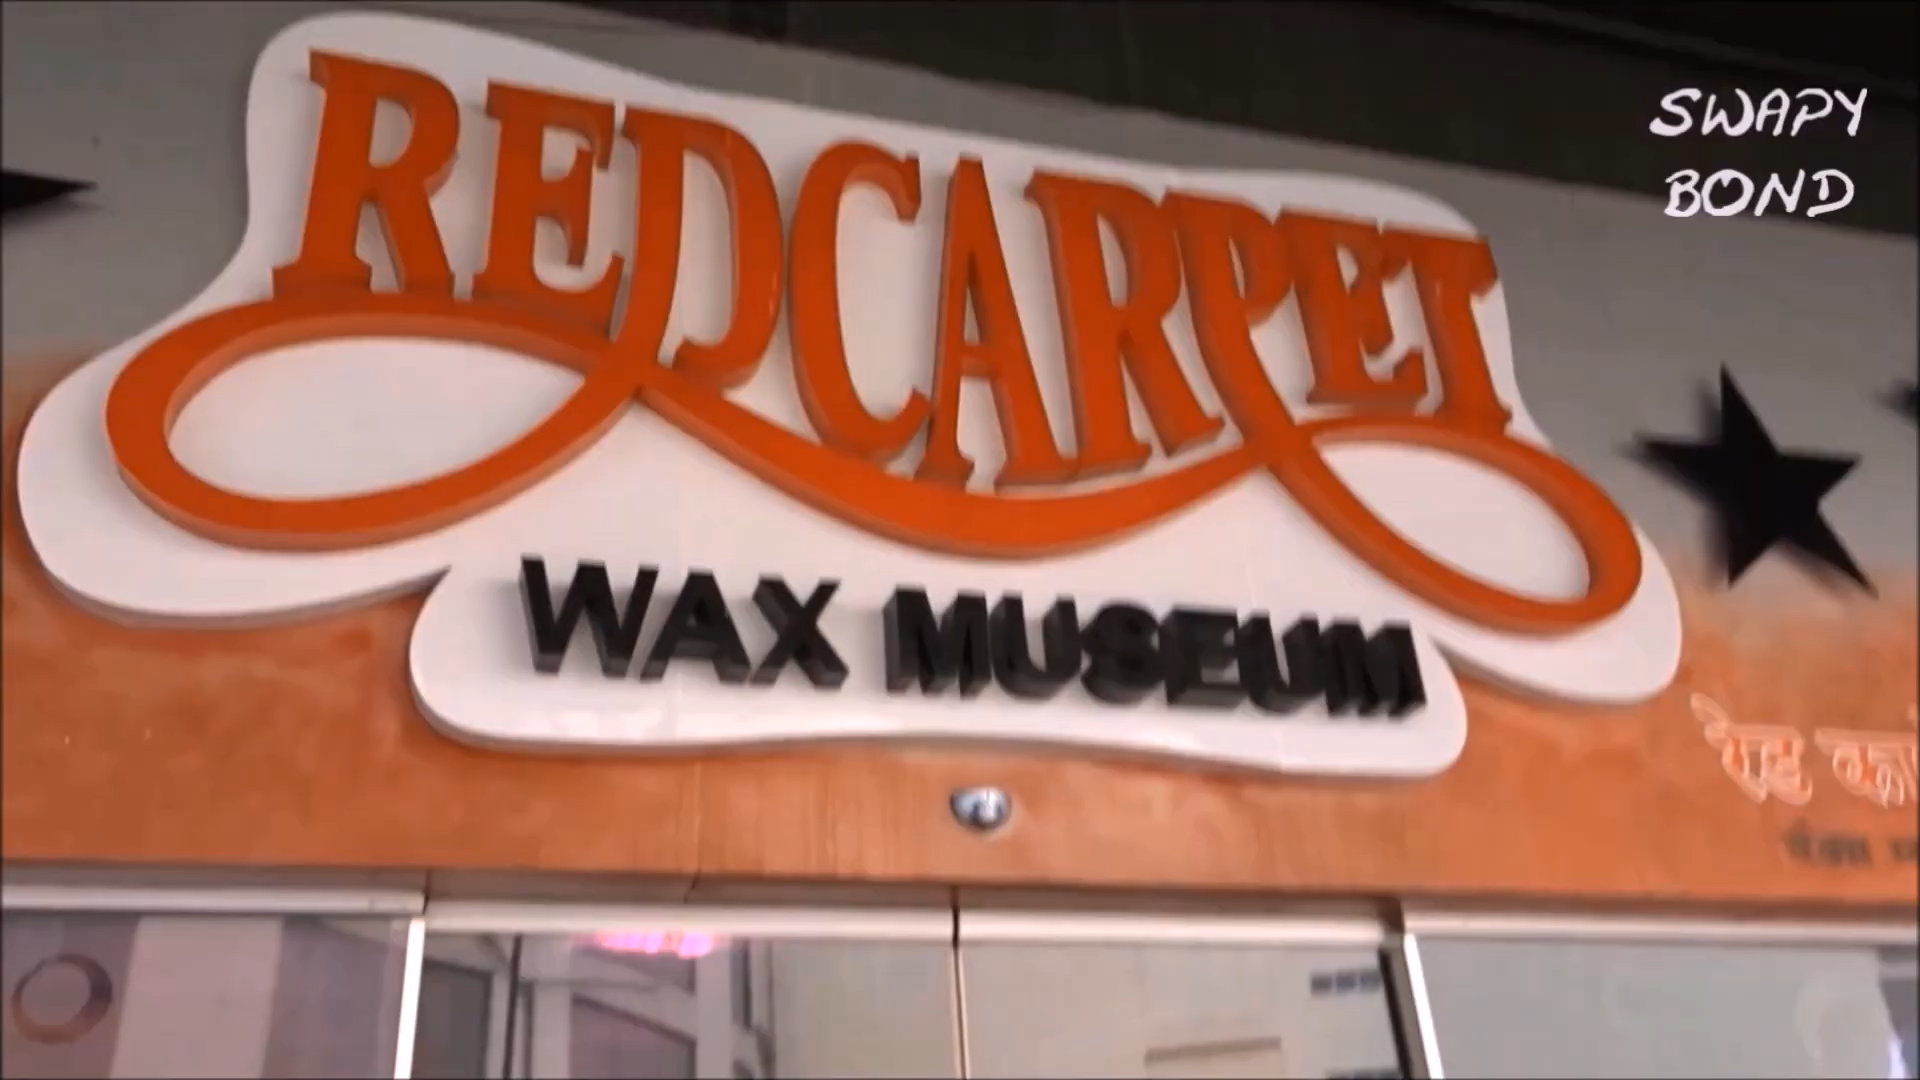 SWAPY
BOND
REDCARPET
WAX MUSEUM
रेड